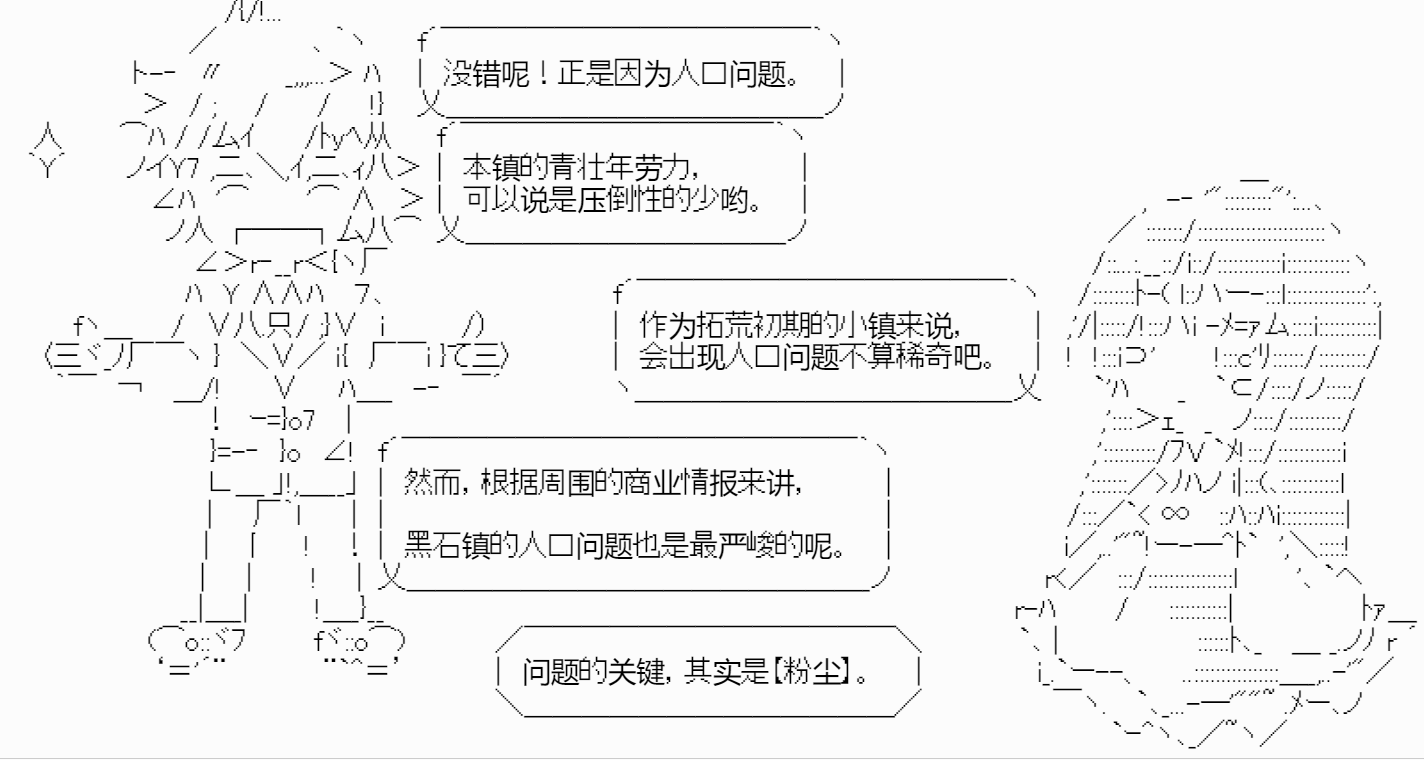 没错呢！正是因为人口问题。
本镇的青壮年劳力，
可以说是压倒性的少哟。
作为拓荒初期的小镇来说，
会出现人口问题不算稀奇吧。
然而，根据周围的商业情报来讲，
黑石镇的人口问题也是最严峻的呢。
问题的关键，其实是【粉尘】。